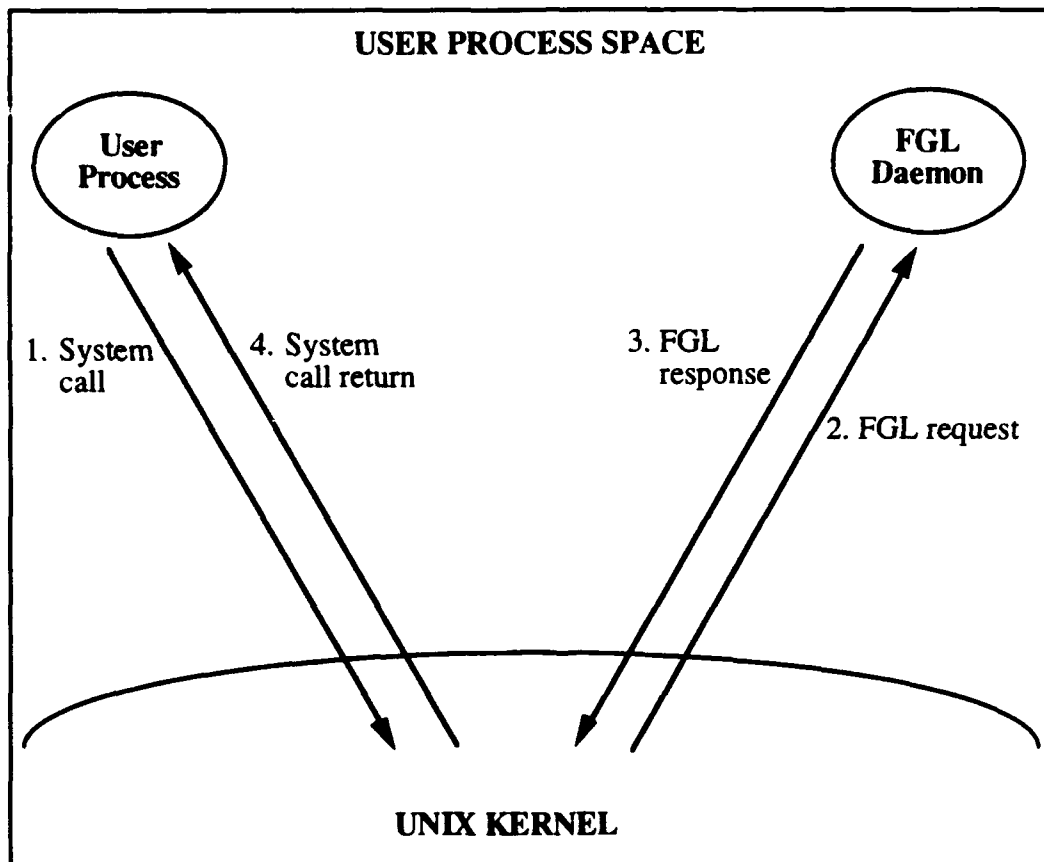 USER PROCESS SPACE
User
Process
FGL
Daemon
1. System
call
4. System
call return
3. FGL
response
2. FGL request
UNIX KERNEL